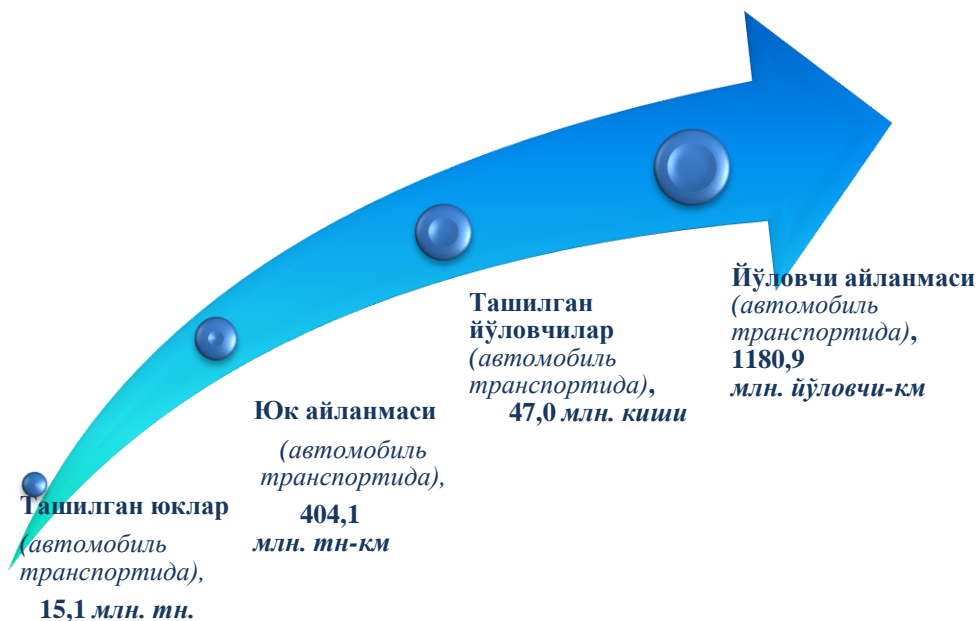 Ташилган юклар
(автомобиль
транспортида),
15,1 млн. тн.
Юк айланмаси
(автомобиль
транспортида),
404,1
млн. тн-км
Ташилган
йўловчилар
(автомобиль
транспортида),
47,0 млн. киши
Йўловчи айланмаси
(автомобиль
транспортида),
1180,9
млн. йўловчи-км